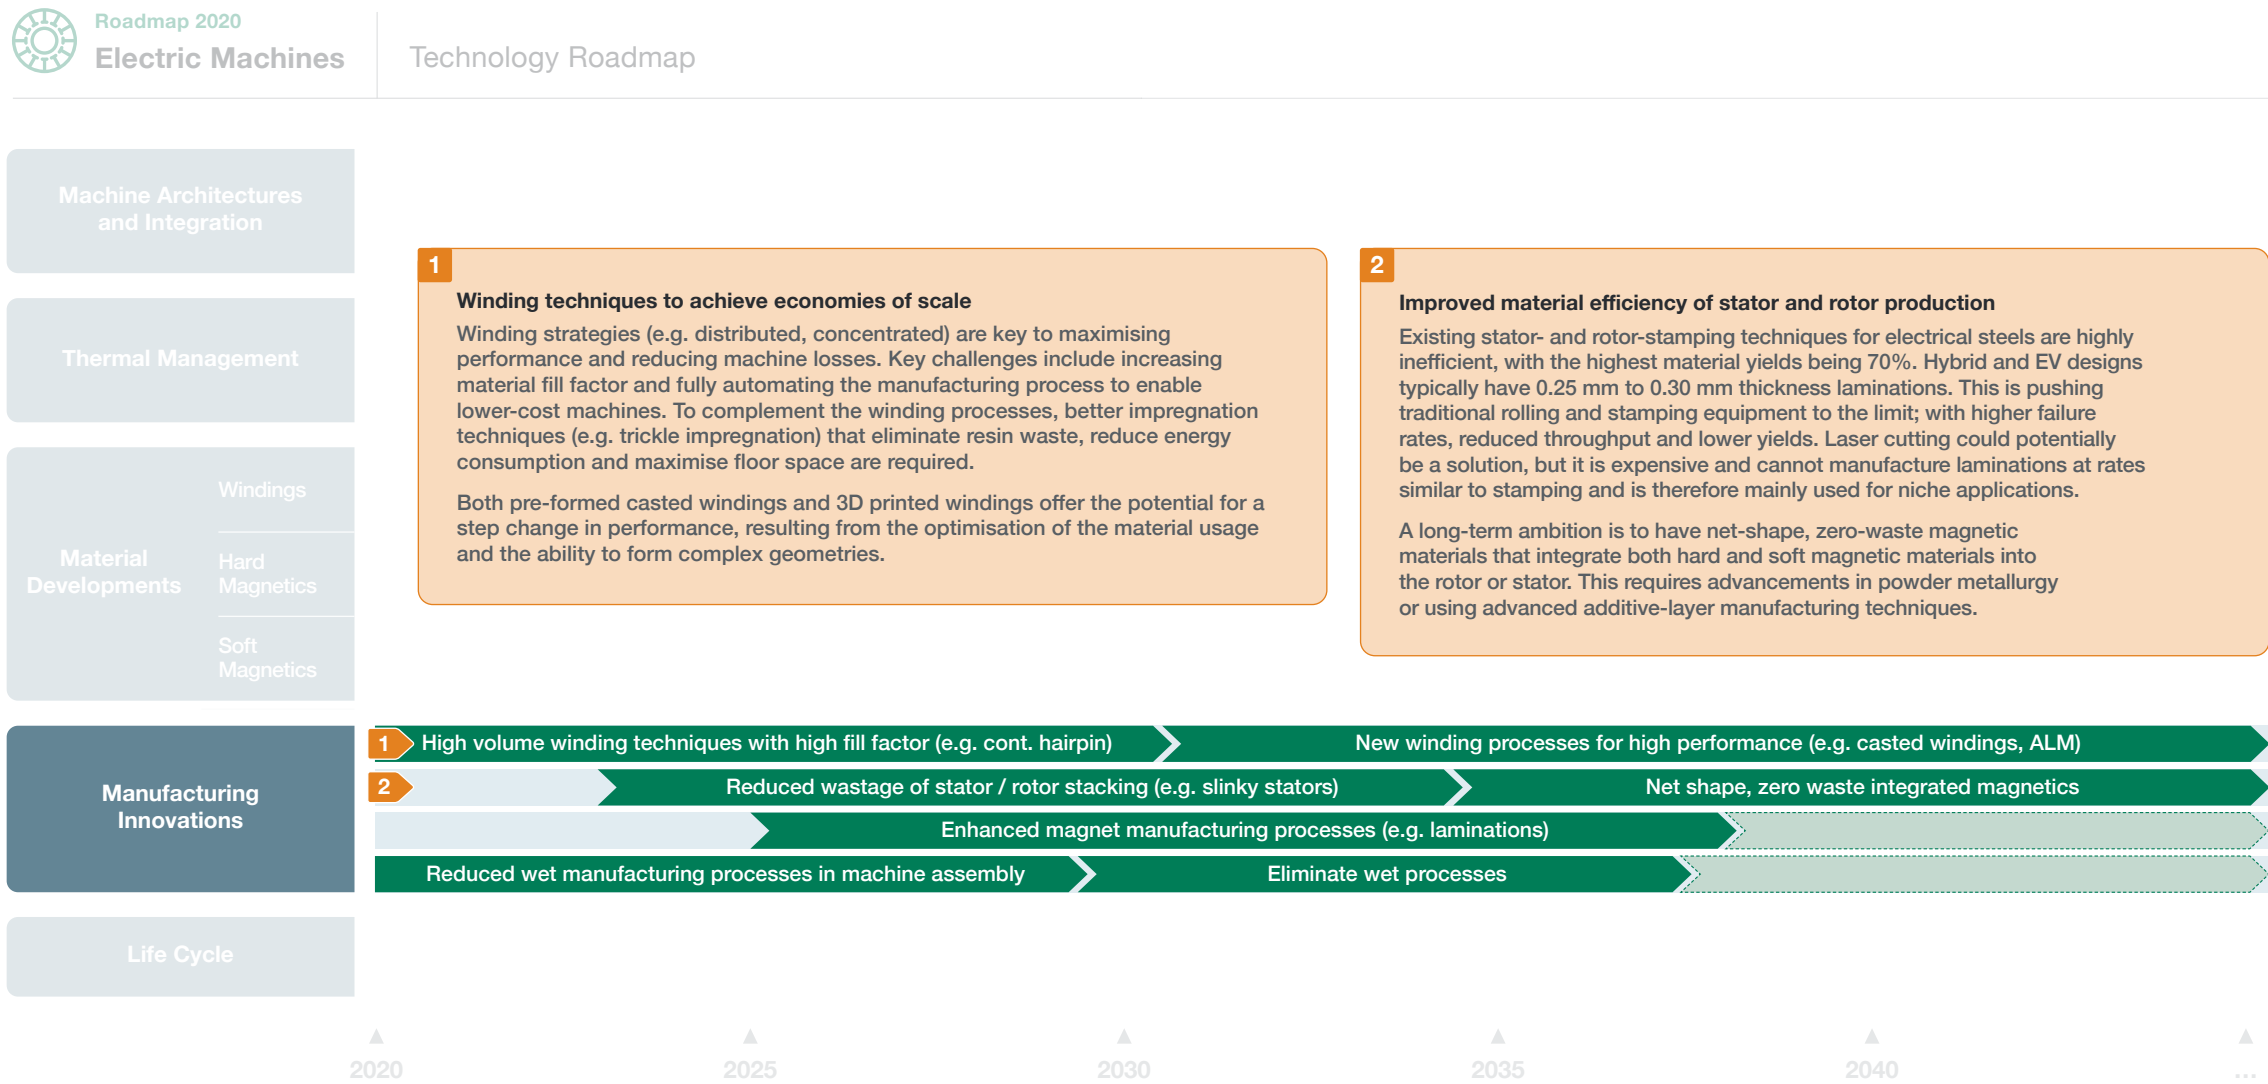 Roadmap 2020
Electric Machines
Technology Roadmap
Machine Architectures
and Integration
Thermal Management
Material
Developments
Windings
Hard
Magnetics
Soft
Magnetics
1
Winding techniques to achieve economies of scale
Winding strategies (e.g. distributed, concentrated) are key to maximising
performance and reducing machine losses. Key challenges include increasing
material fill factor and fully automating the manufacturing process to enable
lower-cost machines. To complement the winding processes, better impregnation
techniques (e.g. trickle impregnation) that eliminate resin waste, reduce energy
consumption and maximise floor space are required.
Both pre-formed casted windings and 3D printed windings offer the potential for a
step change in performance, resulting from the optimisation of the material usage
and the ability to form complex geometries.
2
Improved material efficiency of stator and rotor production
Existing stator- and rotor-stamping techniques for electrical steels are highly
inefficient, with the highest material yields being 70%. Hybrid and EV designs
typically have 0.25 mm to 0.30 mm thickness laminations. This is pushing
traditional rolling and stamping equipment to the limit; with higher failure
rates, reduced throughput and lower yields. Laser cutting could potentially
be a solution, but it is expensive and cannot manufacture laminations at rates
similar to stamping and is therefore mainly used for niche applications.
A long-term ambition is to have net-shape, zero-waste magnetic
materials that integrate both hard and soft magnetic materials into
the rotor or stator. This requires advancements in powder metallurgy
or using advanced additive-layer manufacturing techniques.
Manufacturing
Innovations
1 High volume winding techniques with high fill factor (e.g. cont. hairpin)
New winding processes for high performance (e.g. casted windings, ALM)
2 Reduced wastage of stator / rotor stacking (e.g. slinky stators)
Net shape, zero waste integrated magnetics
Enhanced magnet manufacturing processes (e.g. laminations)
Reduced wet manufacturing processes in machine assembly
Eliminate wet processes
Life Cycle
2020
2025
2030
2035
2040
...